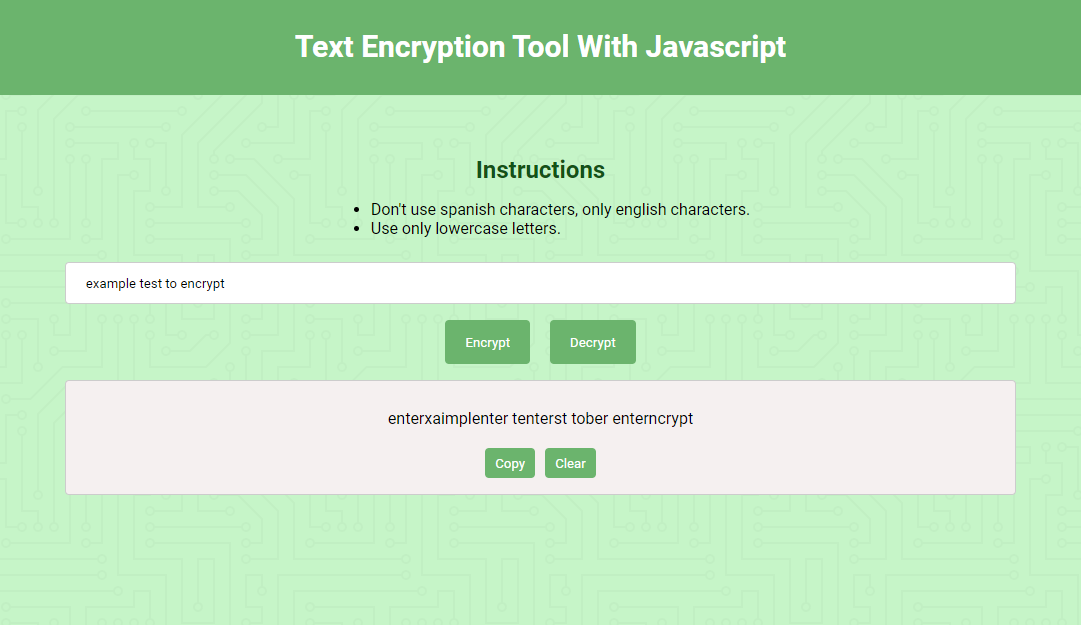 Text Encryption Tool With Javascript
Instructions
Don't use spanish characters, only english characters.
Use only lowercase letters.
example test to encrypt
Encrypt Decrypt
enterxaimplenter tenterst tober enterncrypt
Copy Clear